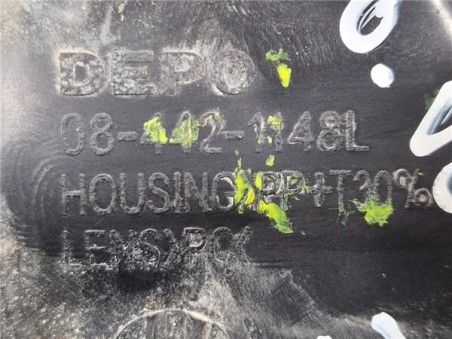 DEPO
08-442-1148L
HOUSING>PP+T30%
LENS>PC<